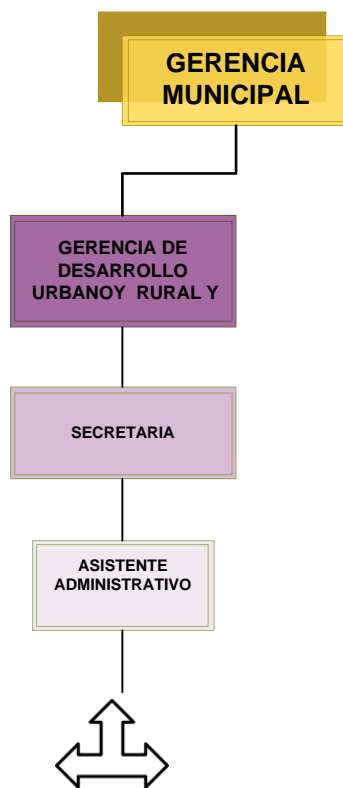 GERENCIA
MUNICIPAL
GERENCIA DE
DESARROLLO
URBANOY RURAL Y
SECRETARIA
ASISTENTE
ADMINISTRATIVO